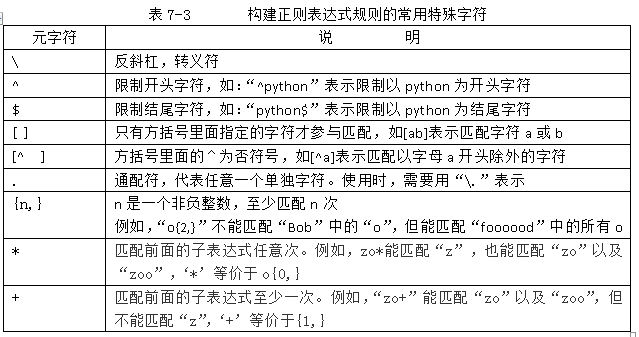 表 7-3 构建正则表达式规则的常用特殊字符
元字符 说 明
\ 反斜杠，转义符
^ 限制开头字符，如：“^python”表示限制以 python 为开头字符
$ 限制结尾字符，如：“python$”表示限制以 python 为结尾字符
[ ] 只有方括号里面指定的字符才参与匹配，如[ab]表示匹配字符 a 或 b
[^ ] 方括号里面的^为否符号，如[^a]表示匹配以字母 a 开头除外的字符
. 通配符，代表任意一个单独字符。使用时，需要用“\.”表示
{n,} n 是一个非负整数，至少匹配 n 次
例如，“o{2,}”不能匹配“Bob”中的“o”，但能匹配“foooood”中的所有 o
* 匹配前面的子表达式任意次。例如，zo*能匹配“z”，也能匹配“zo”以及
“zoo”，‘*’等价于 o{0,}
+ 匹配前面的子表达式至少一次。例如，“zo+”能匹配“zo”以及“zoo”，但
不能匹配“z”，‘+’等价于{1,}